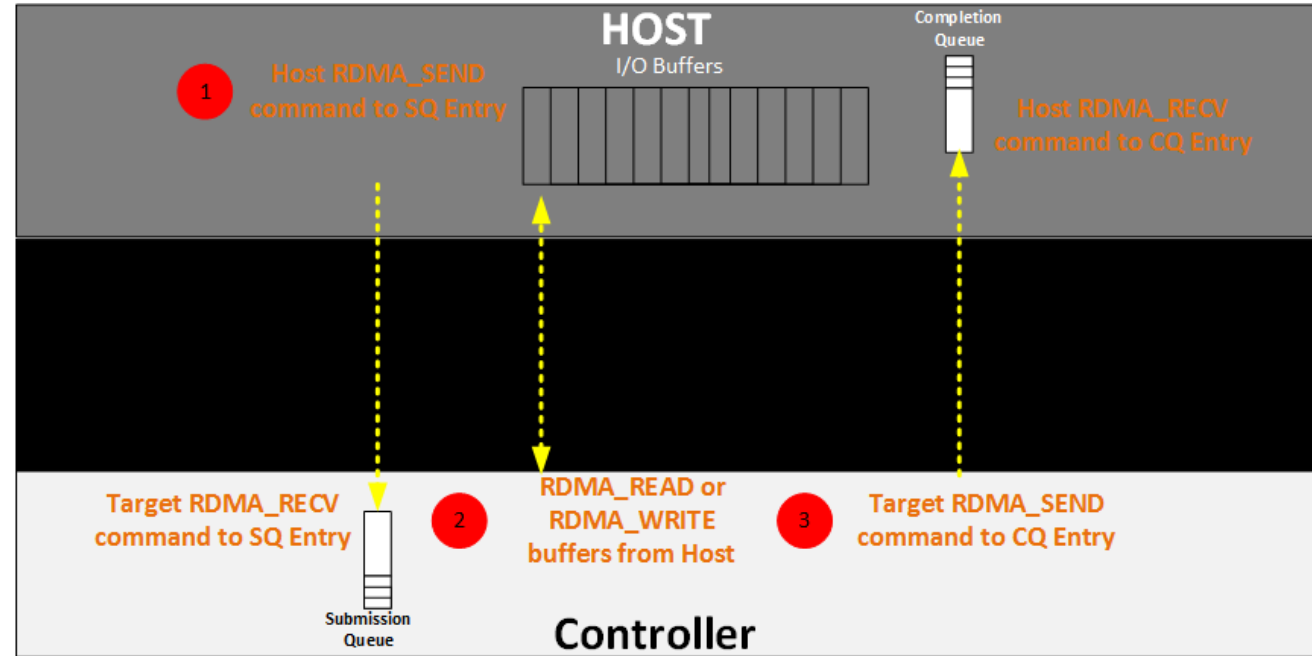 HOST
I/O Buffers
Completion
Queue
1
Host RDMA_SEND
command to SQ Entry
Host RDMA_RECV
command to CQ Entry
Target RDMA_RECV
command to SQ Entry
2
RDMA_READ or
RDMA_WRITE
buffers from Host
3
Target RDMA_SEND
command to CQ Entry
Submission
Queue
Controller